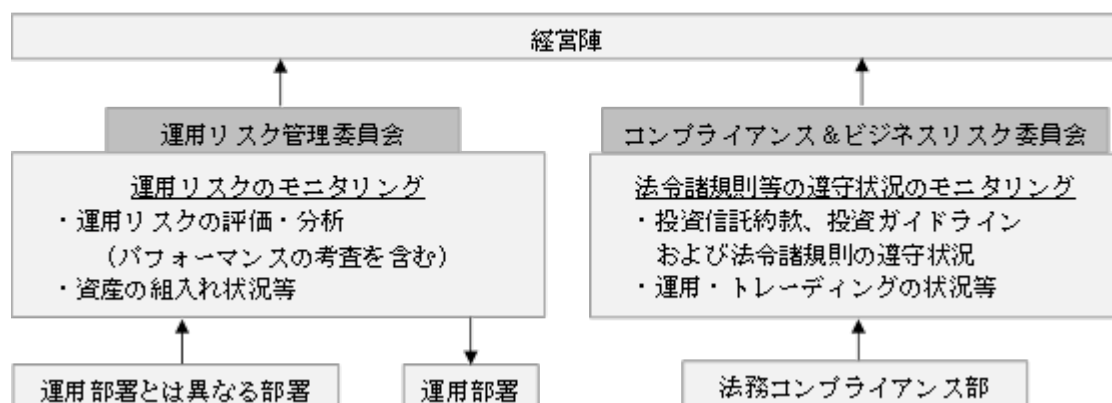 経営陣
運用リスク管理委員会
運用リスクのモニタリング
・運用リスクの評価・分析
（パフォーマンスの考査を含む）
・資産の組入れ状況等
コンプライアンス＆ビジネスリスク委員会
法令諸規則等の遵守状況のモニタリング
・投資信託約款、投資ガイドライン
および法令諸規則の遵守状況
・運用・トレーディングの状況等
運用部署とは異なる部署
運用部署
法務コンプライアンス部